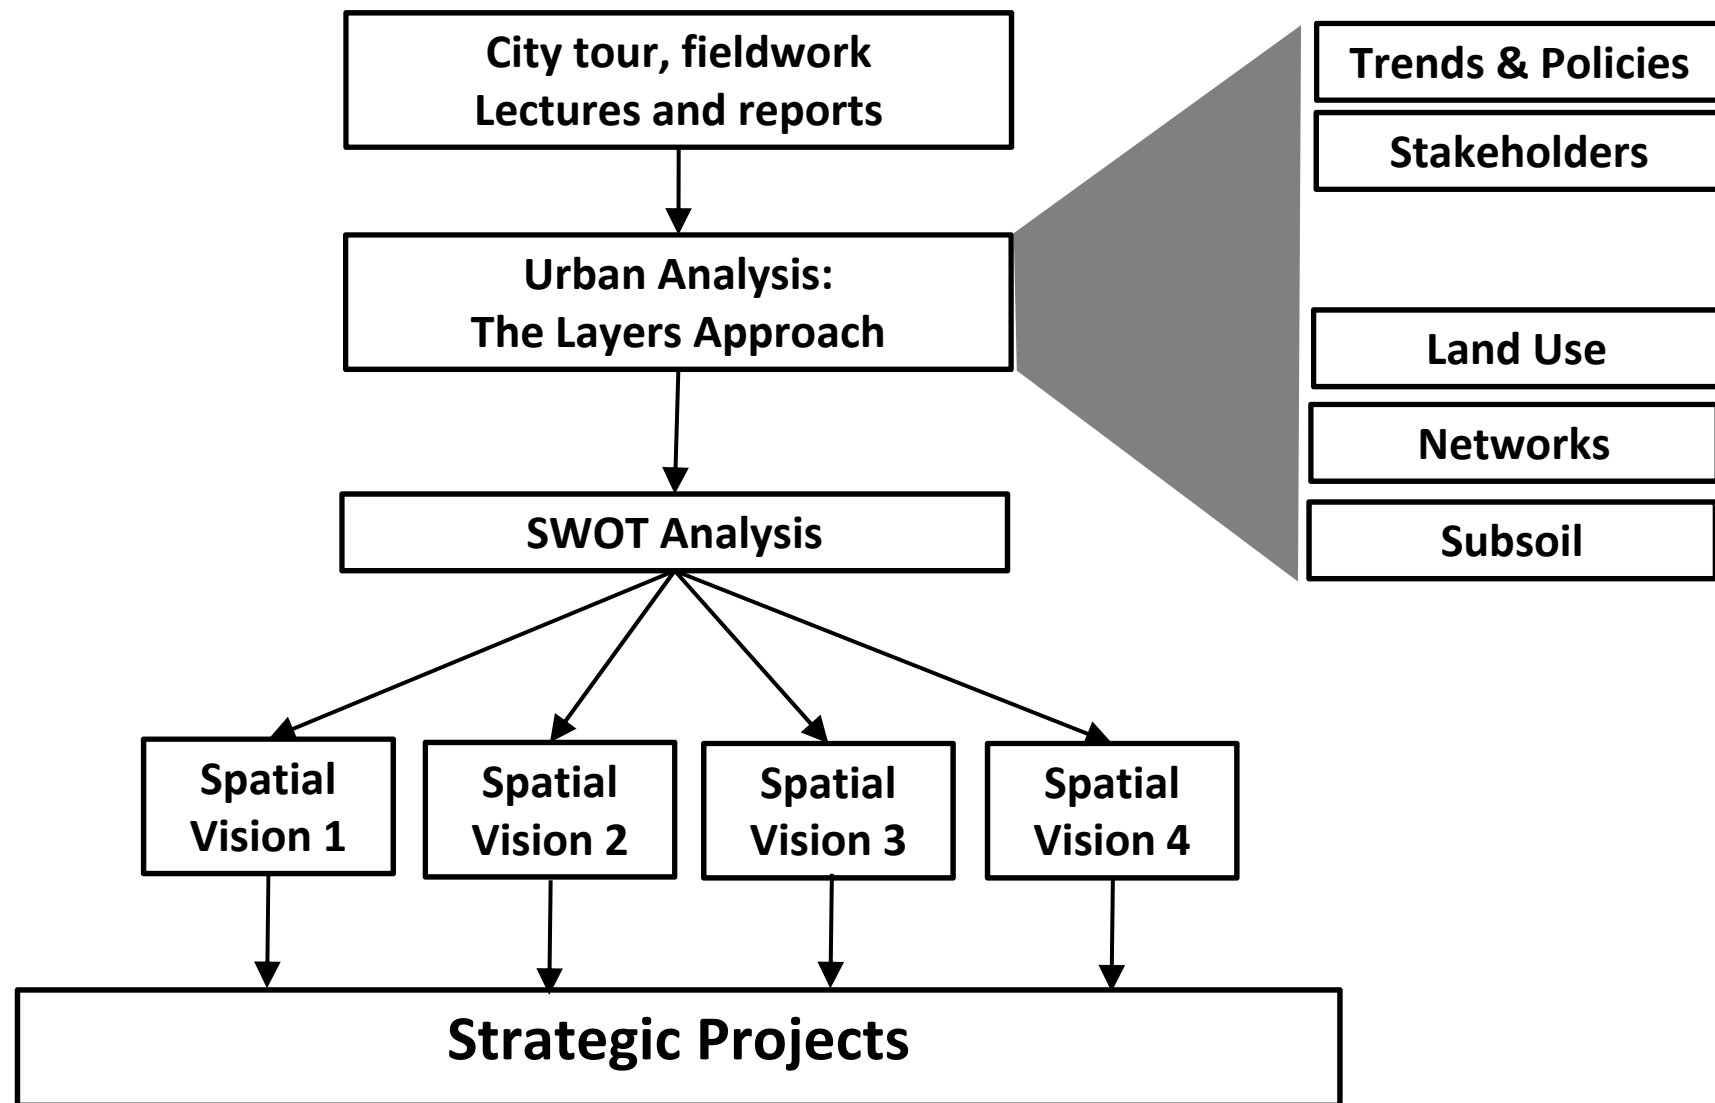 City tour, fieldwork
Lectures and reports
Trends & Policies
Stakeholders
Urban Analysis:
The Layers Approach
Land Use
Networks
Subsoil
SWOT Analysis
Spatial
Vision 1
Spatial
Vision 2
Spatial
Vision 3
Spatial
Vision 4
Strategic Projects